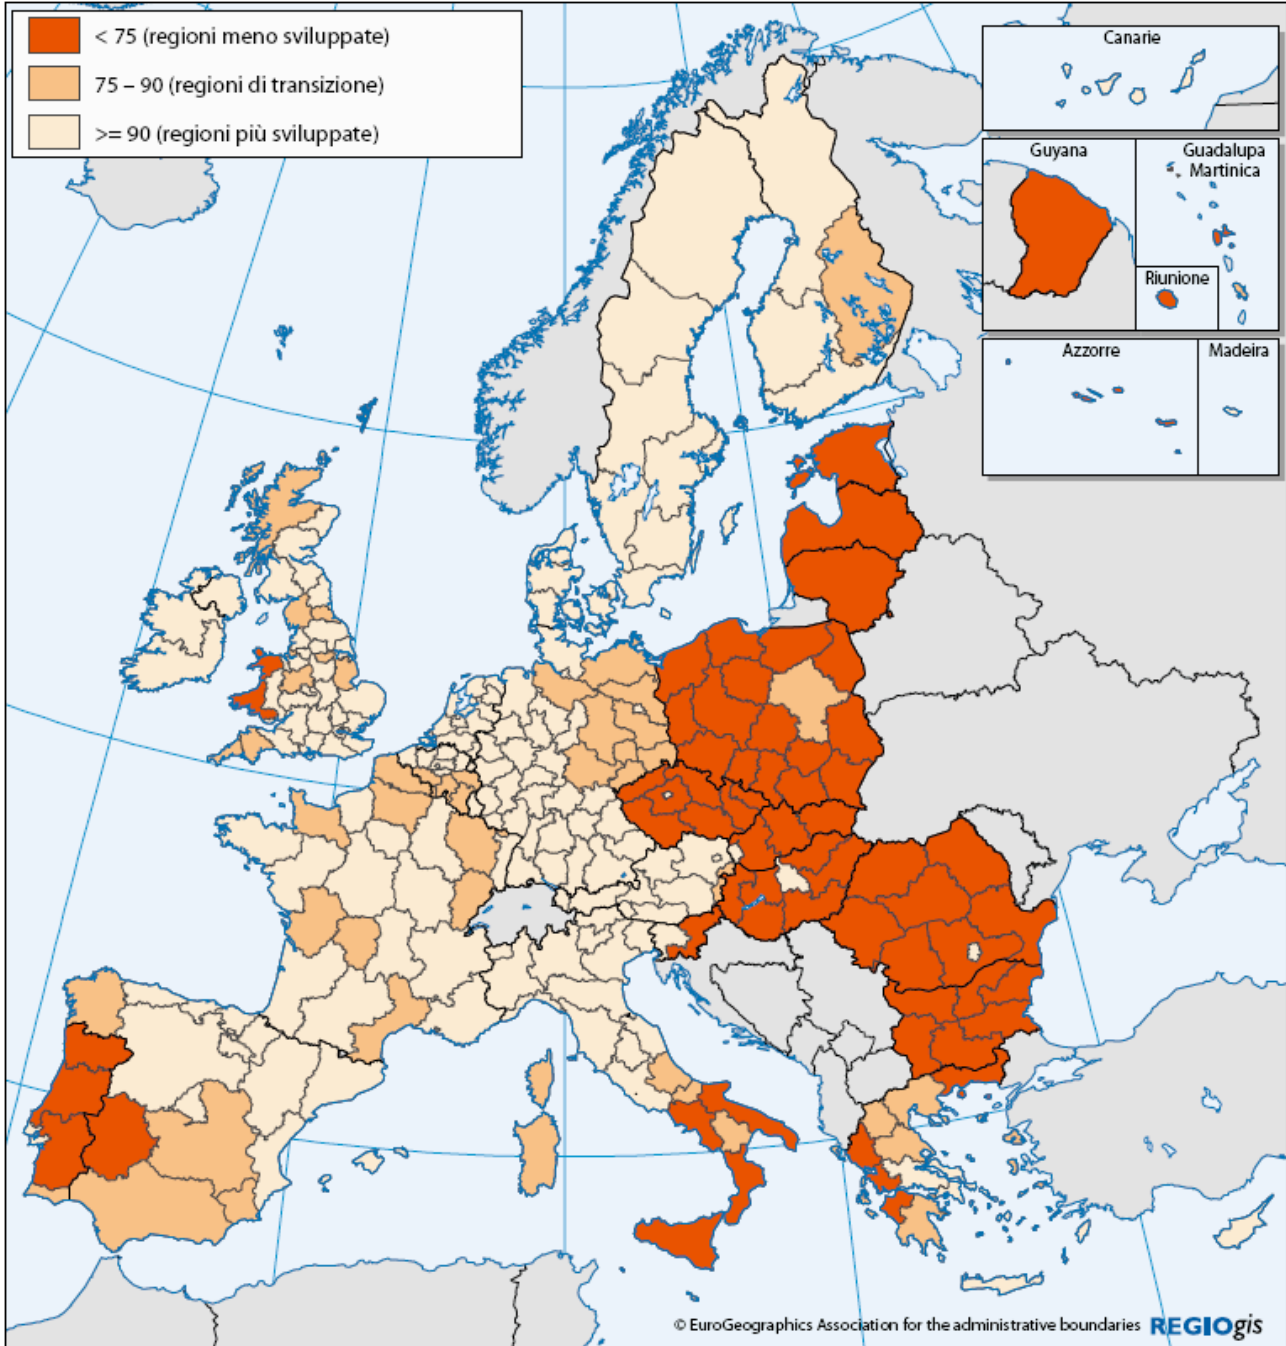 < 75 (regioni meno sviluppate)
75 – 90 (regioni di transizione)
>= 90 (regioni più sviluppate)
Canarie
Guyana
Guadalupa
Martinica
Riunione
Azzorre
Madeira
© EuroGeographics Association for the administrative boundaries REGIOgis